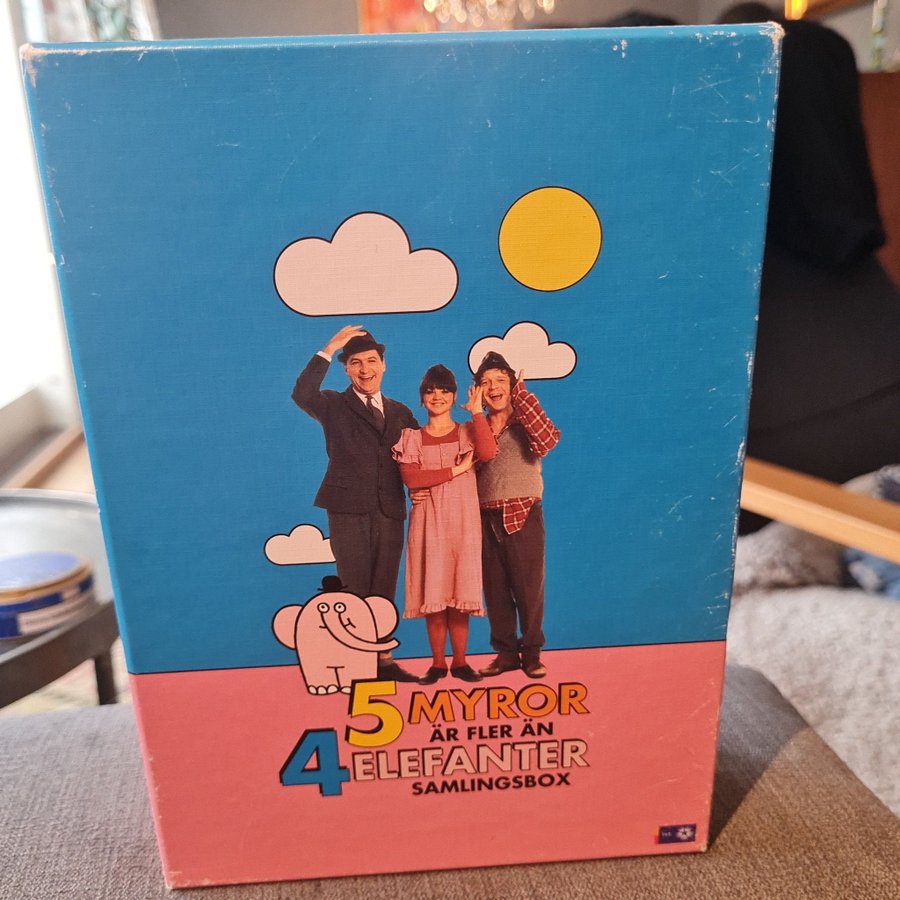 5 MYROR
ÄR FLER ÄN
4 ELEFANTER
SAMLINGSBOX